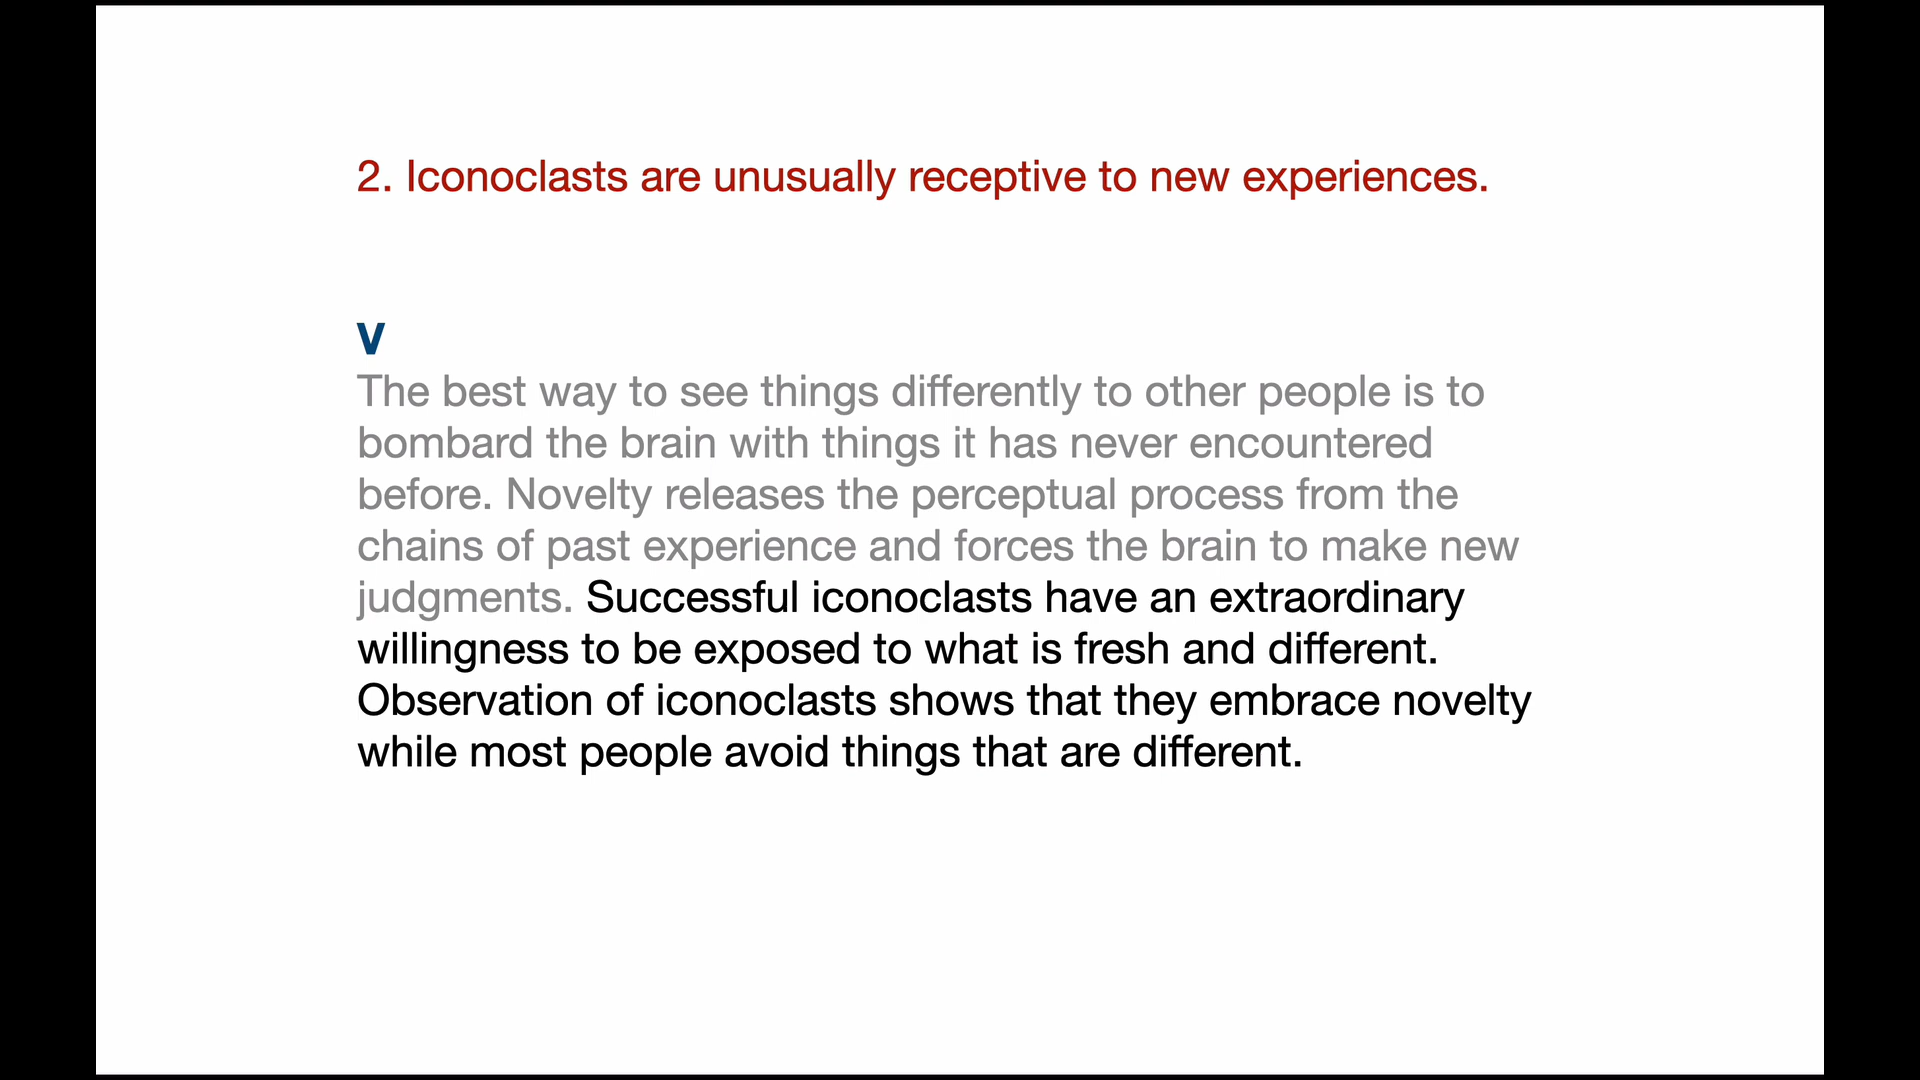 2. Iconoclasts are unusually receptive to new experiences.
V
The best way to see things differently to other people is to
bombard the brain with things it has never encountered
before. Novelty releases the perceptual process from the
chains of past experience and forces the brain to make new
judgments. Successful iconoclasts have an extraordinary
willingness to be exposed to what is fresh and different.
Observation of iconoclasts shows that they embrace novelty
while most people avoid things that are different.